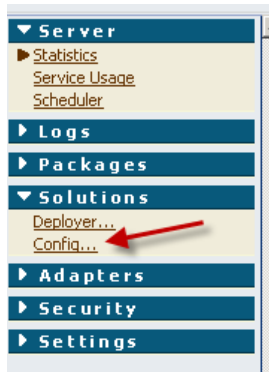 Server
Statistics
Service Usage
Scheduler
Logs
Packages
Solutions
Deployer...
Config...
Adapters
Security
Settings